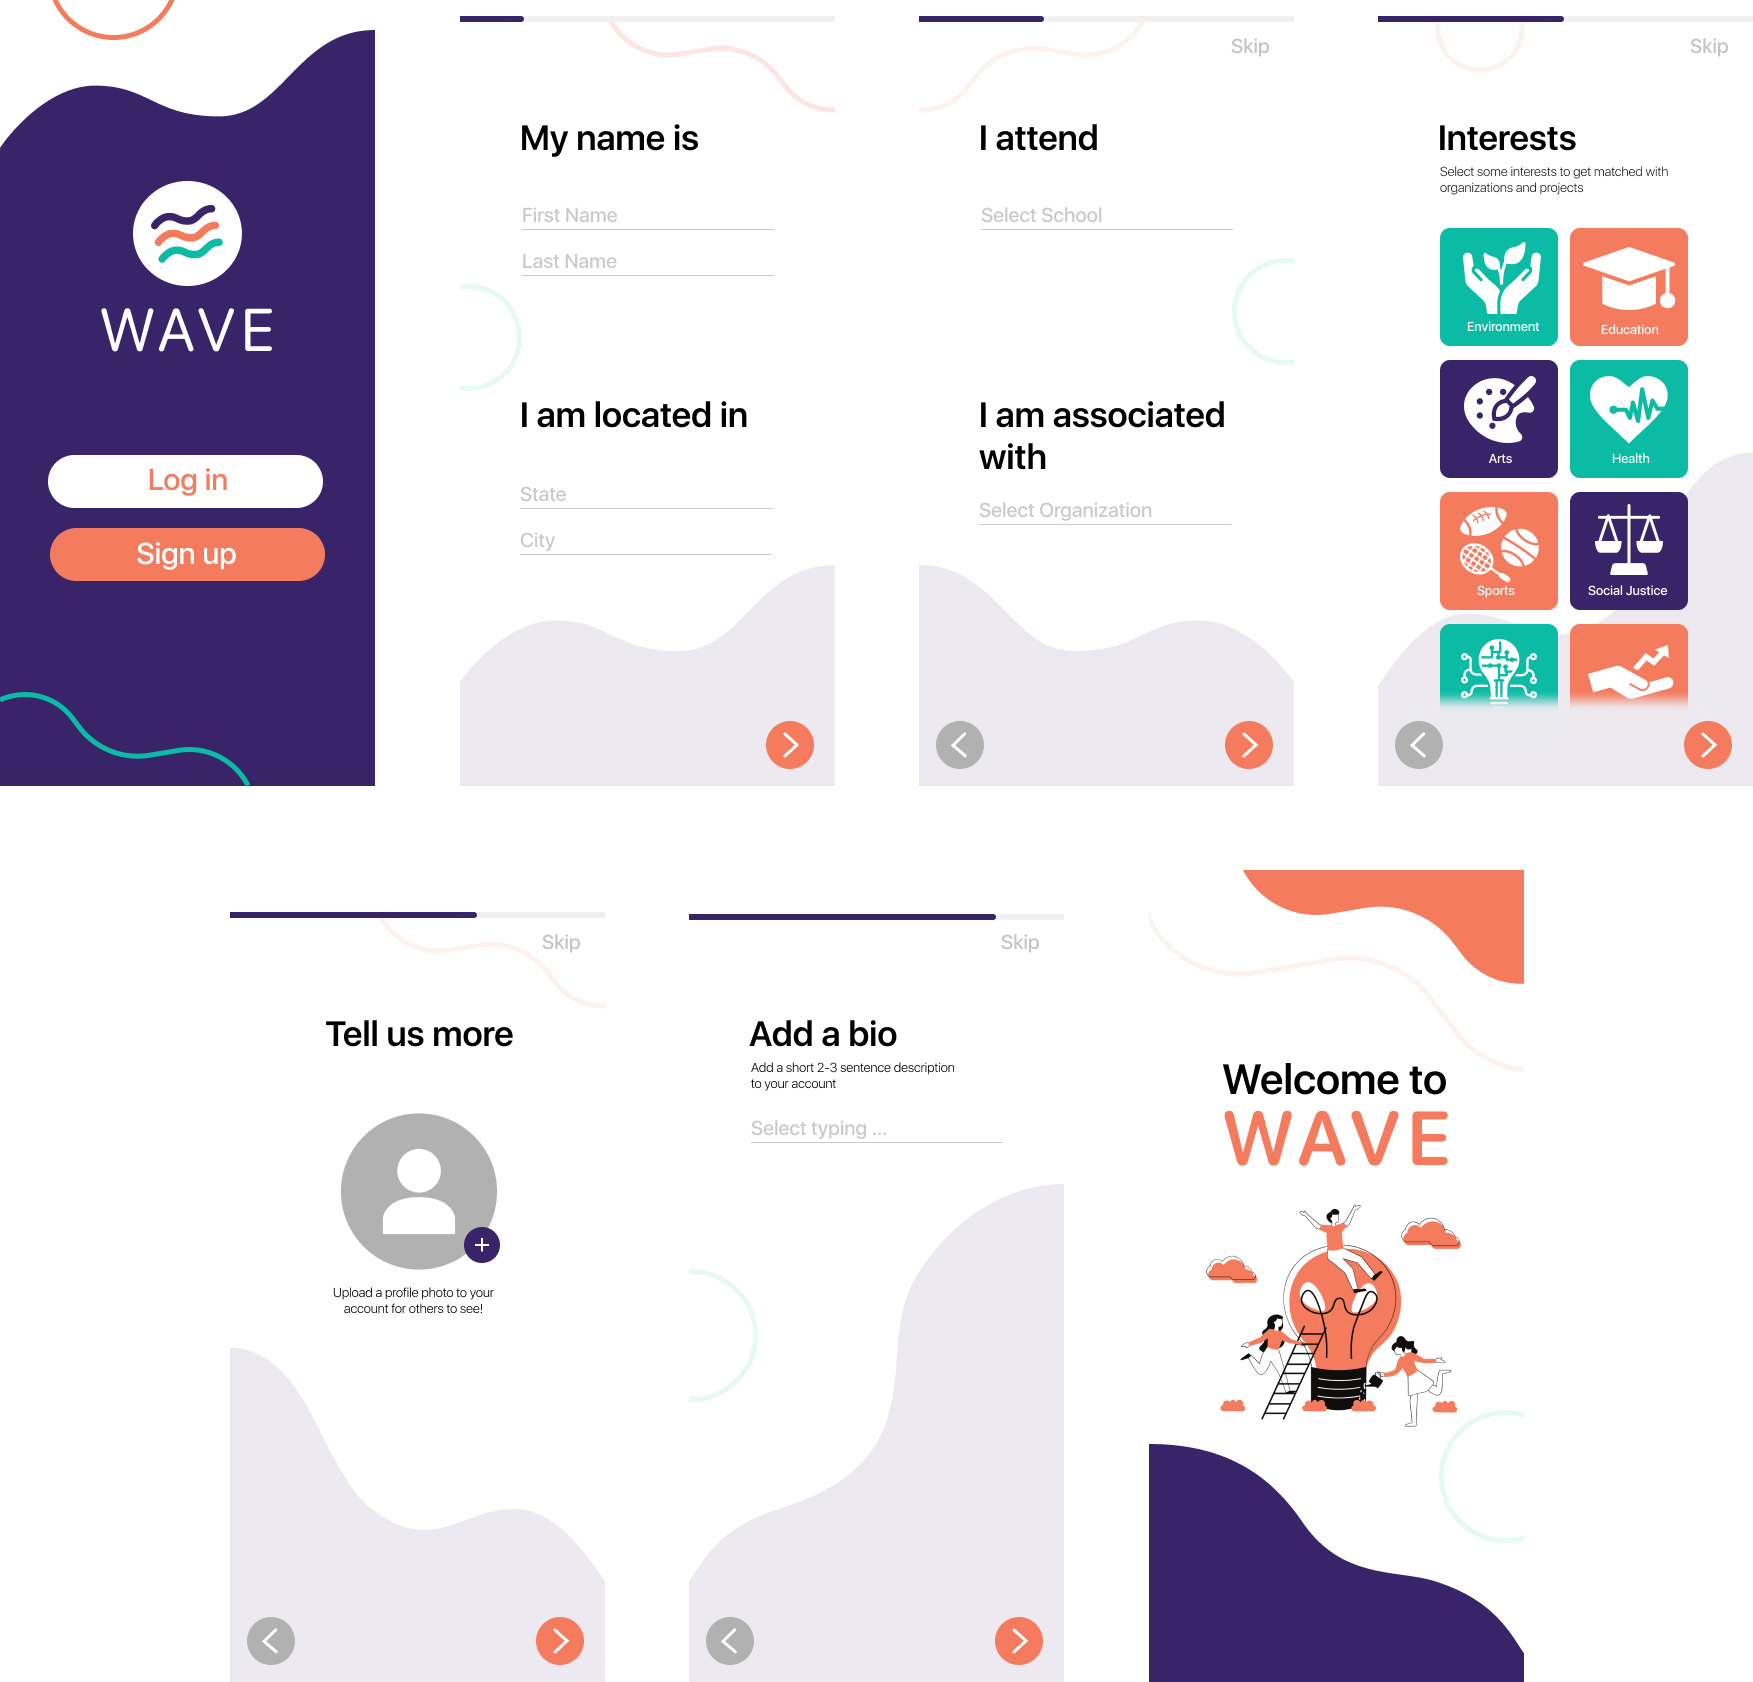 WAVE
Log in
Sign up
My name is
First Name
Last Name
I am located in
State
City
Skip
I attend
Select School
I am associated
with
Select Organization
Skip
Interests
Select some interests to get matched with
organizations and projects
Environment
Education
Arts
Health
Sports
Social Justice
Skip
Tell us more
Upload a profile photo to your
account for others to see!
Skip
Add a bio
Add a short 2-3 sentence description
to your account
Select typing ...
Welcome to
WAVE